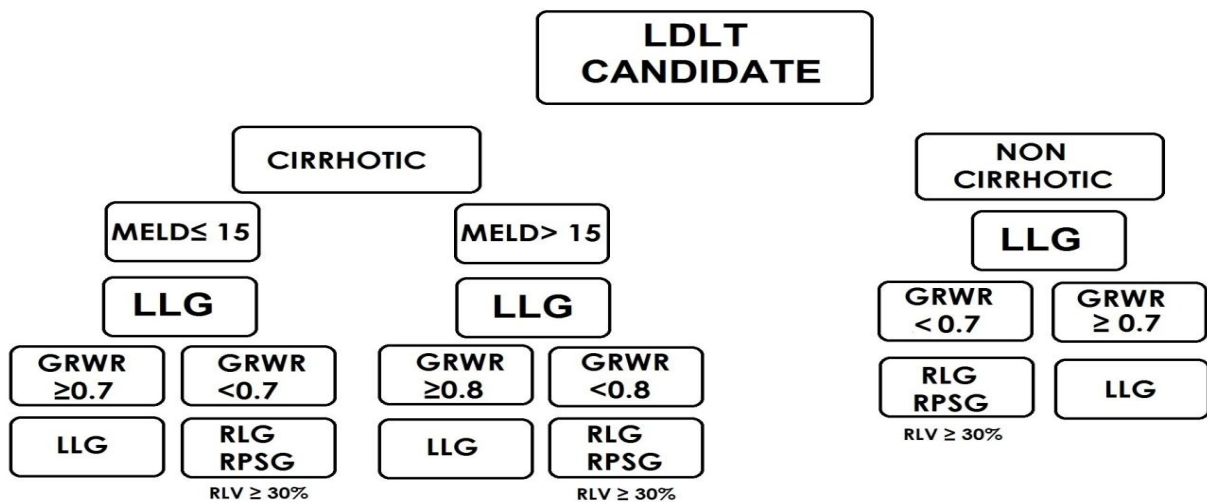 LDLT
CANDIDATE
CIRRHOTIC
NON
CIRRHOTIC
MELD≤ 15
MELD> 15
LLG
LLG
LLG
GRWR
≥0.7
GRWR
<0.7
GRWR
≥0.8
GRWR
<0.8
GRWR
< 0.7
GRWR
≥ 0.7
LLG
RLG
RPSG
RLV ≥ 30%
LLG
RLG
RPSG
RLV ≥ 30%
RLG
RPSG
RLV ≥ 30%
LLG